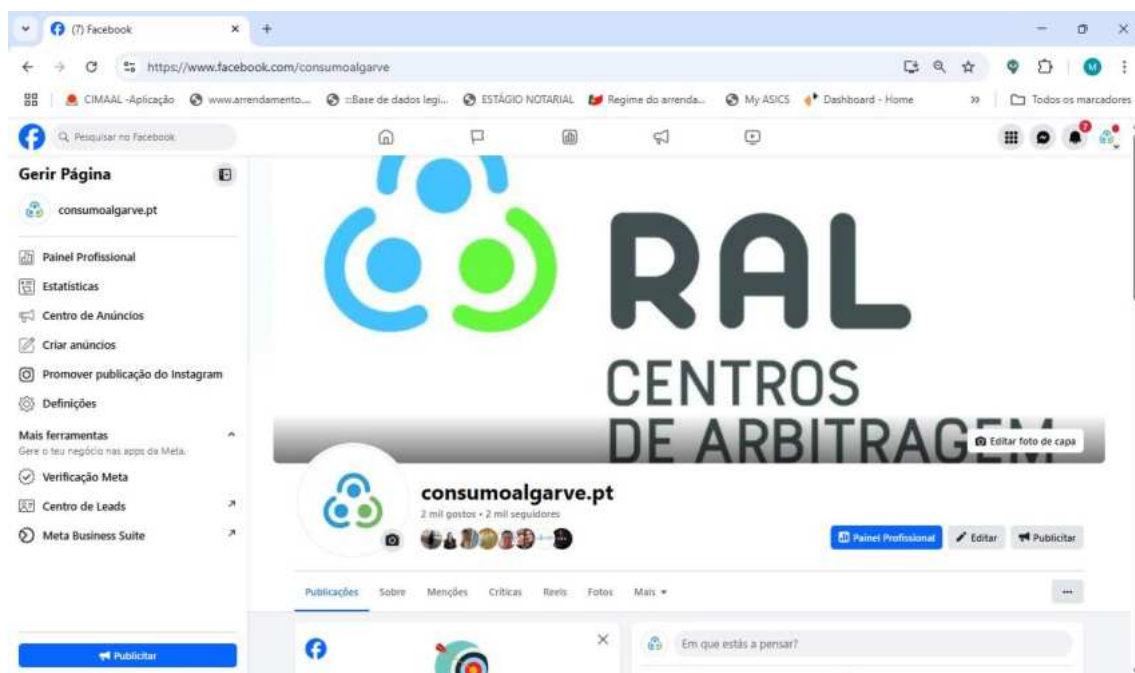 (7) Facebook
https://www.facebook.com/consumoalgarve
CIMAAL -Aplicação
www.arrendamento....
::Base de dados legi...
ESTÁGIO NOTARIAL
Regime do arrenda...
My ASICS
Dashboard - Home
»
Todos os marcadores
M
Pesquisar no Facebook
7
Gerir Página
consumoalgarve.pt
Painel Profissional
Estatísticas
Centro de Anúncios
Criar anúncios
Promover publicação do Instagram
Definições
Mais ferramentas
Gere o teu negócio nas apps da Meta.
Verificação Meta
Centro de Leads
Meta Business Suite
Publicitar
RAL
CENTROS
DE ARBITRAGEM
Editar foto de capa
consumoalgarve.pt
2 mil gostos • 2 mil seguidores
Painel Profissional
Editar
Publicitar
Publicações Sobre Menções Críticas Reels Fotos Mais
Em que estás a pensar?